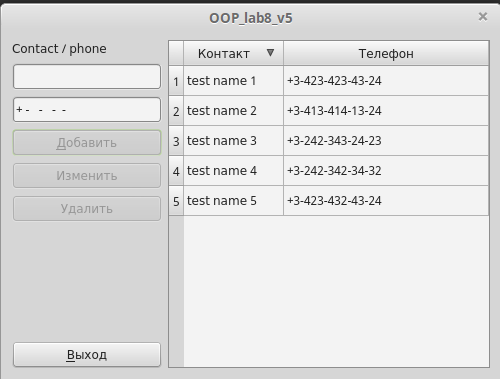 OOP_lab8_v5
Contact / phone
+ - - - -
Добавить
Изменить
Удалить
Выход
Контакт Телефон
1 test name 1 +3-423-423-43-24
2 test name 2 +3-413-414-13-24
3 test name 3 +3-242-343-24-23
4 test name 4 +3-242-342-34-32
5 test name 5 +3-423-432-43-24